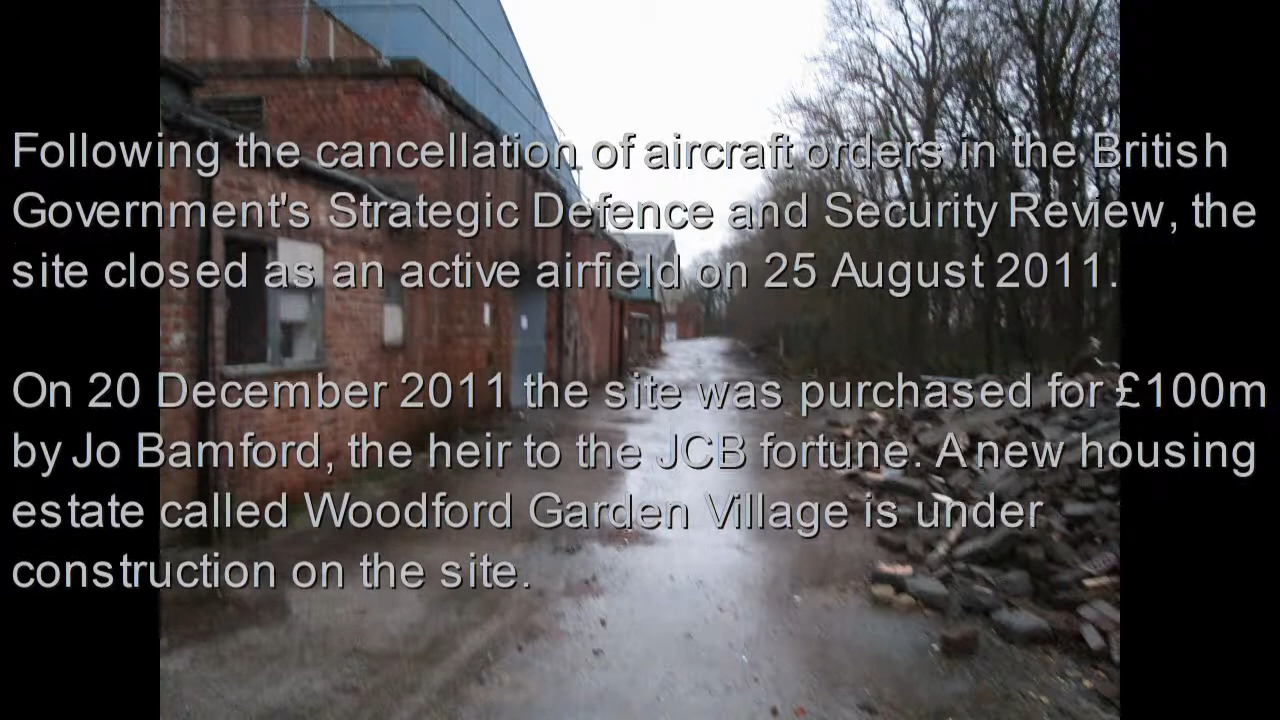 Following the cancellation of aircraft orders in the British
Government's Strategic Defence and Security Review, the
site closed as an active airfield on 25 August 2011.
On 20 December 2011 the site was purchased for £100m
by Jo Bamford, the heir to the JCB fortune. A new housing
estate called Woodford Garden Village is under
construction on the site.